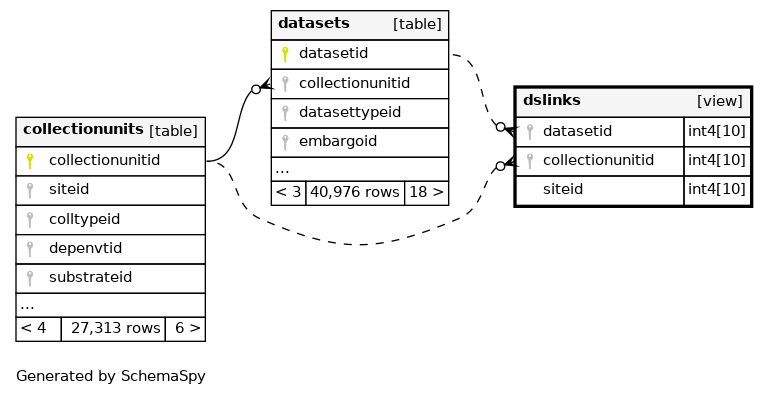 datasets [table]
datasetid
collectionunitid
datasettypeid
embargoid
...
< 3 40,976 rows 18 >
dslinks [view]
datasetid int4[10]
collectionunitid int4[10]
siteid int4[10]
collectionunits [table]
collectionunitid
siteid
colltypeid
depenvtid
substrateid
...
< 4 27,313 rows 6 >
Generated by SchemaSpy